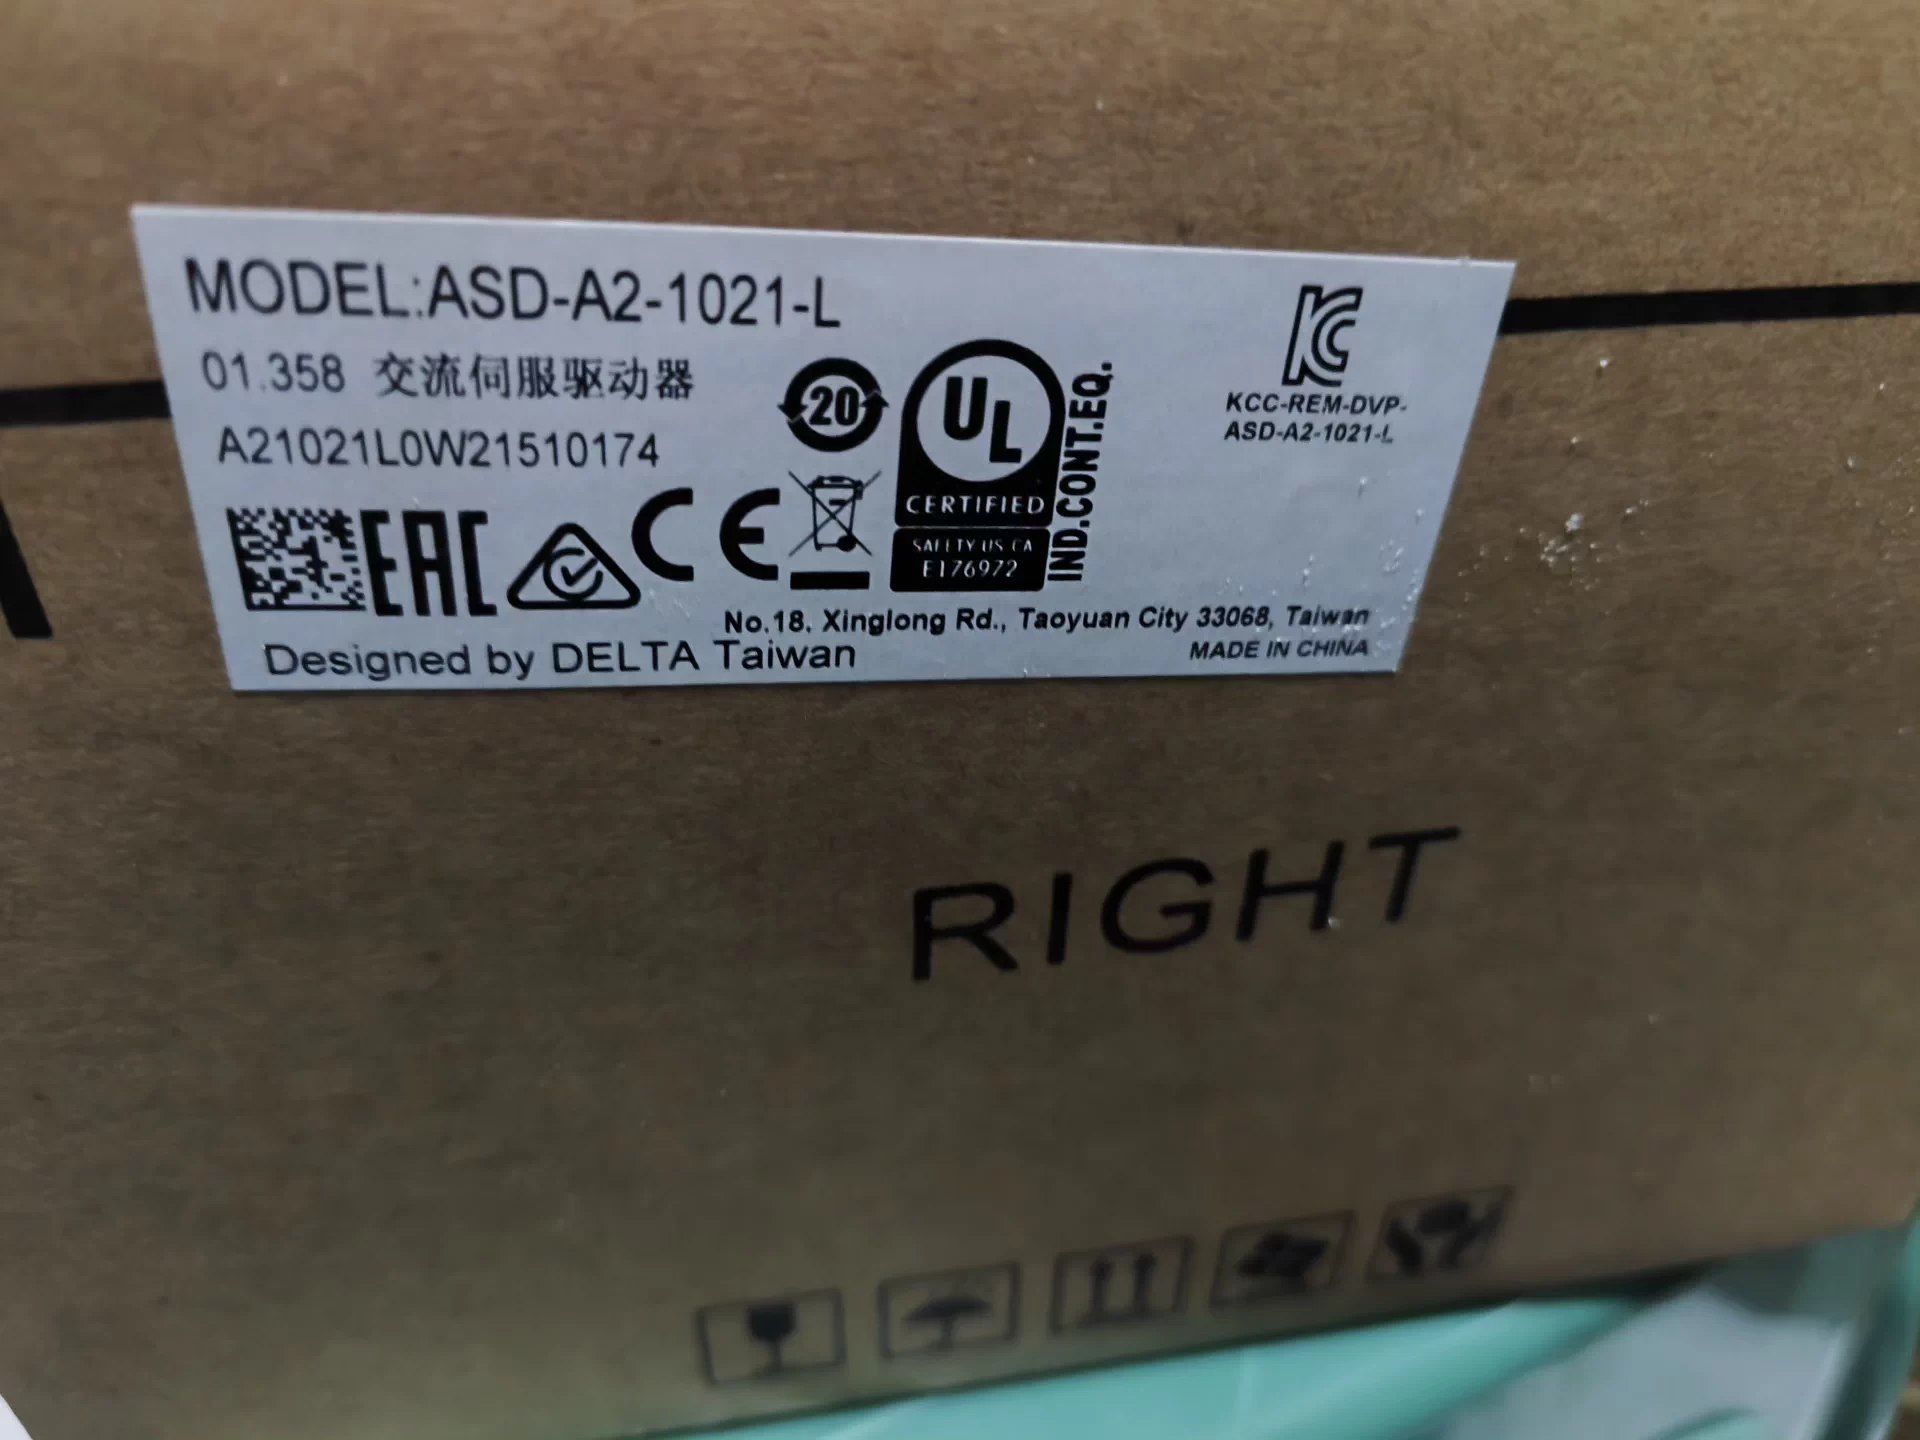 MODEL:ASD-A2-1021-L
01.358 交流伺服驱动器
A21021L0W21510174
20
UL
CERTIFIED
SAFETY US CA
E176972
IND.CONT.EQ.
KCC-REM-DVP-
ASD-A2-1021-L
EAC
CE
No.18, Xinglong Rd., Taoyuan City 33068, Taiwan
Designed by DELTA Taiwan
MADE IN CHINA
RIGHT